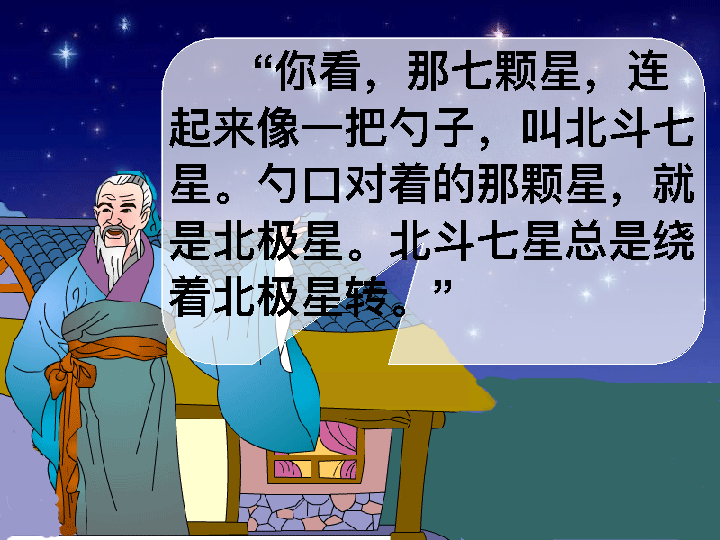 “你看，那七颗星，连
起来像一把勺子，叫北斗七
星。勺口对着的那颗星，就
是北极星。北斗七星总是绕
着北极星转。”